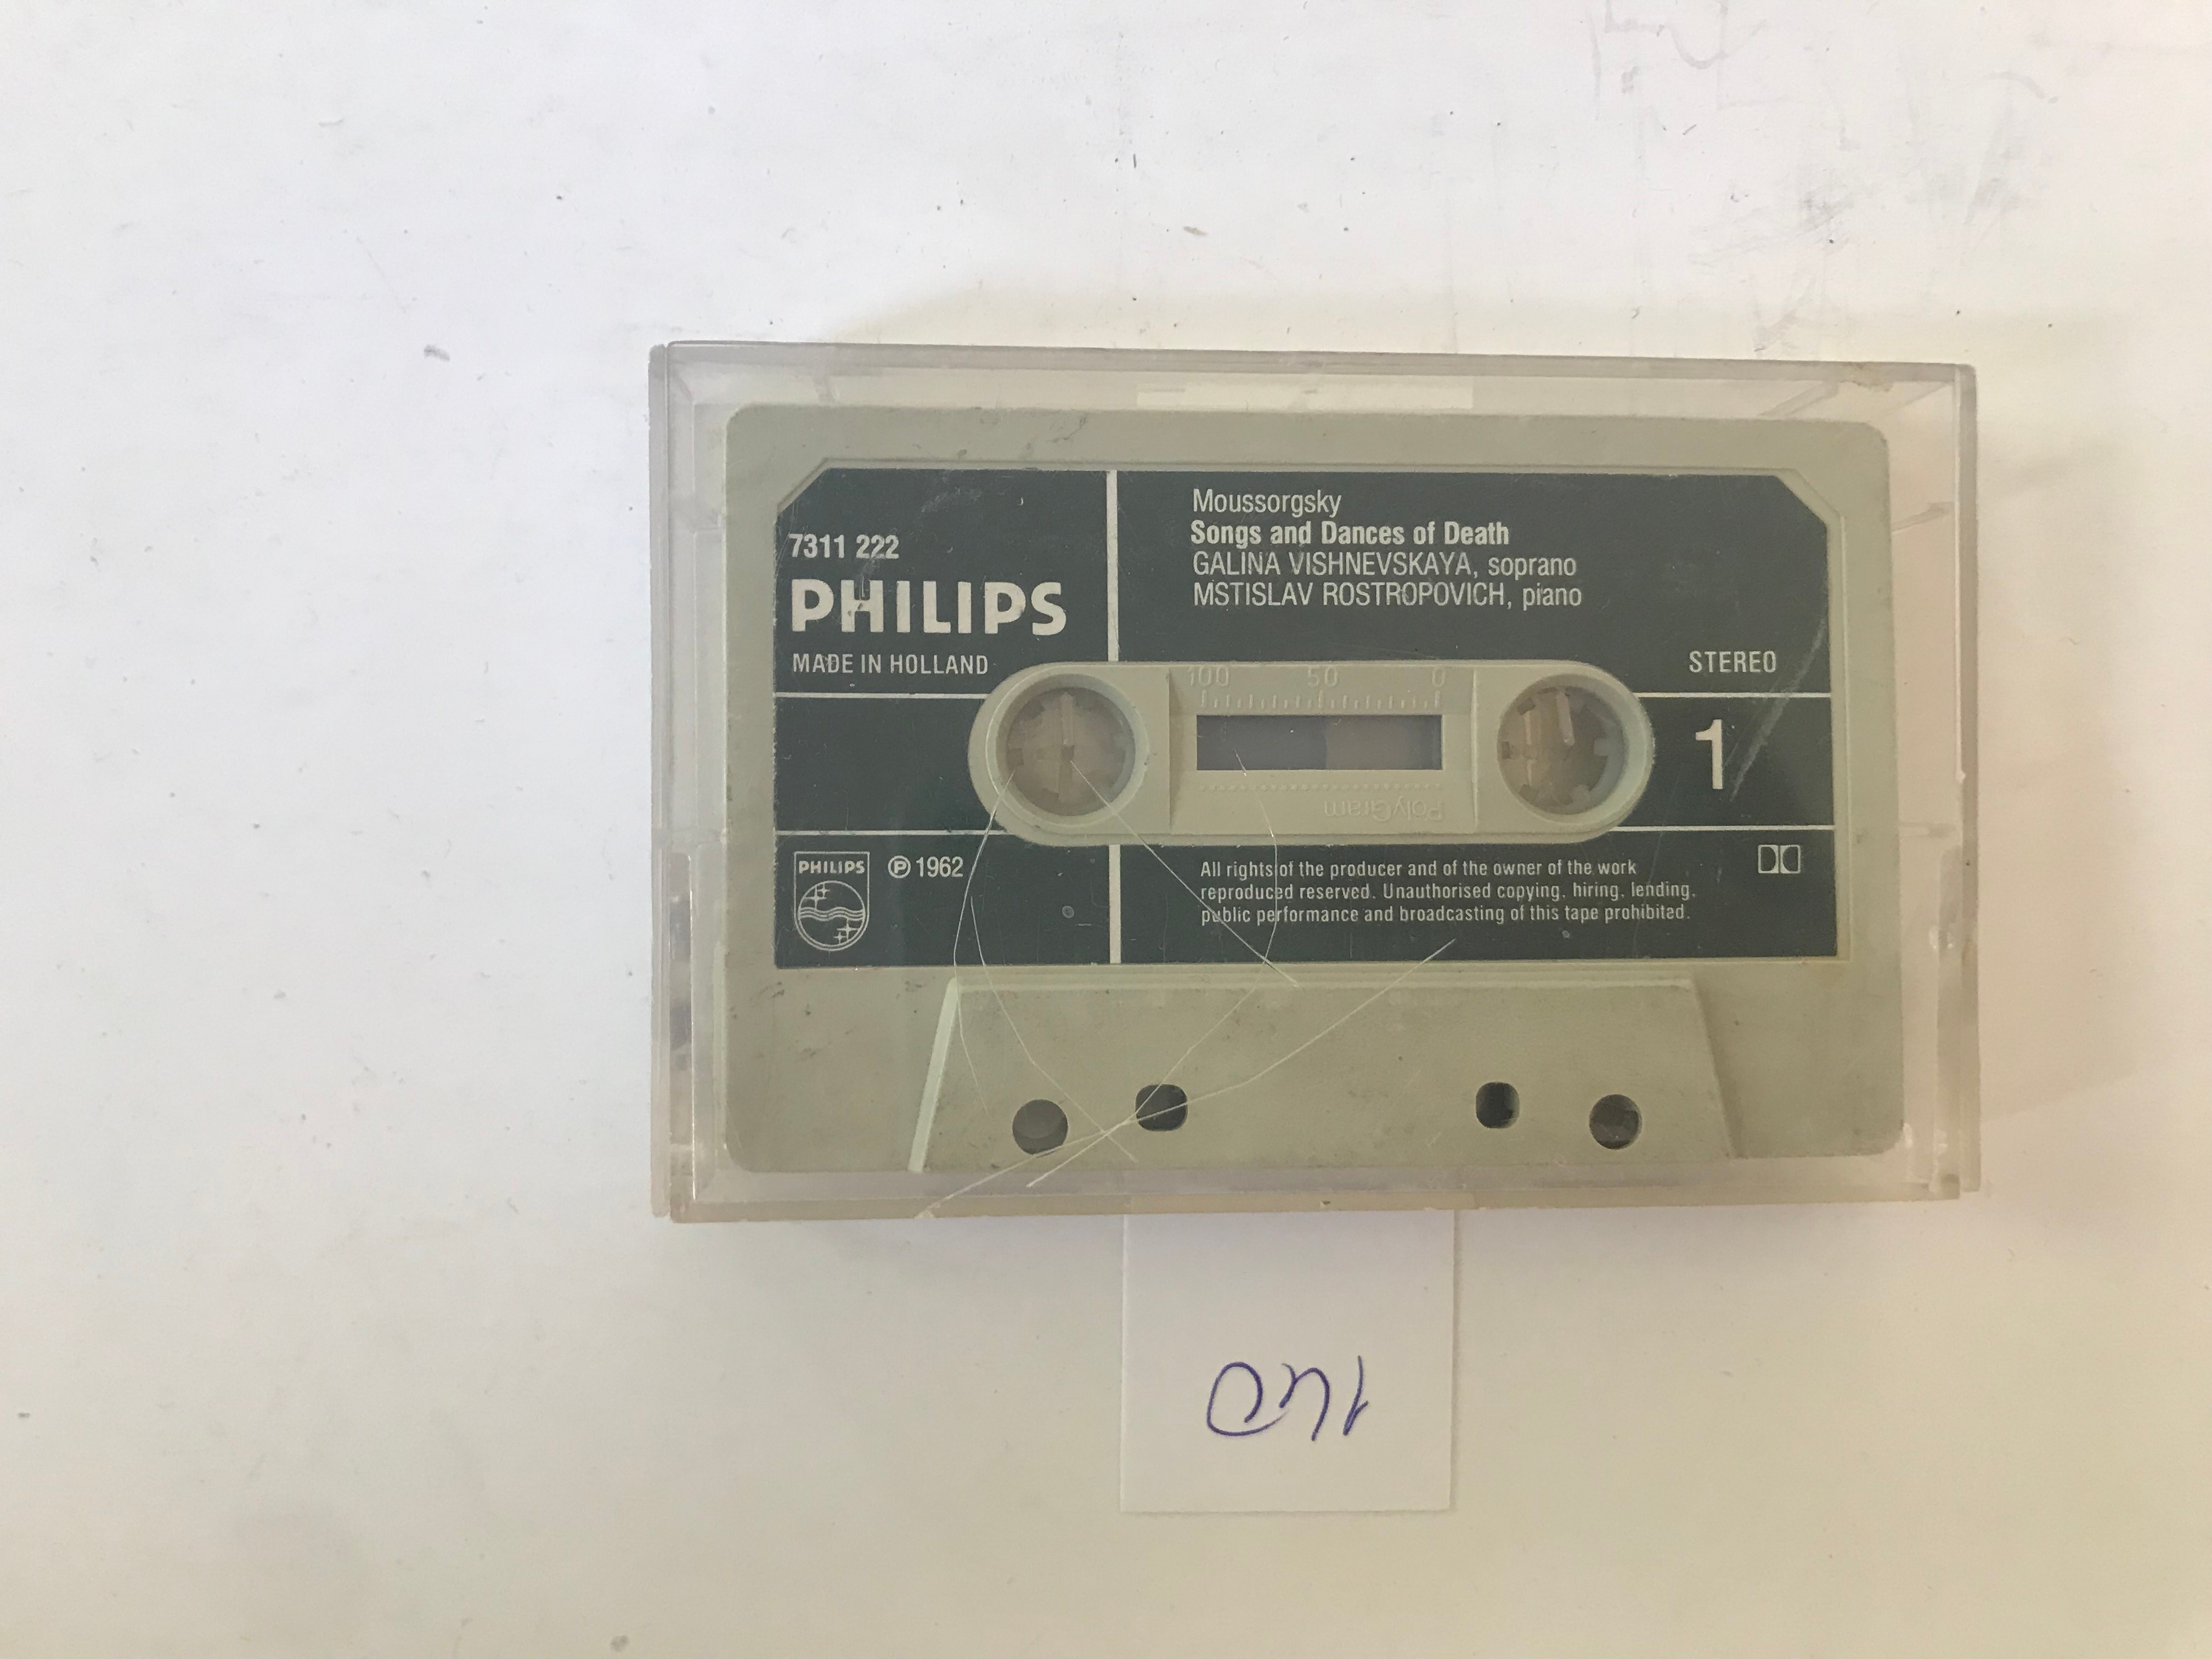 7311 222
PHILIPS
MADE IN HOLLAND
Moussorgsky
Songs and Dances of Death
GALINA VISHNEVSKAYA, soprano
MSTISLAV ROSTROPOVICH, piano
STEREO
100 50 0
1
PolyGram
PHILIPS
℗ 1962
All rights of the producer and of the owner of the work
reproduced reserved. Unauthorised copying, hiring, lending,
public performance and broadcasting of this tape prohibited.